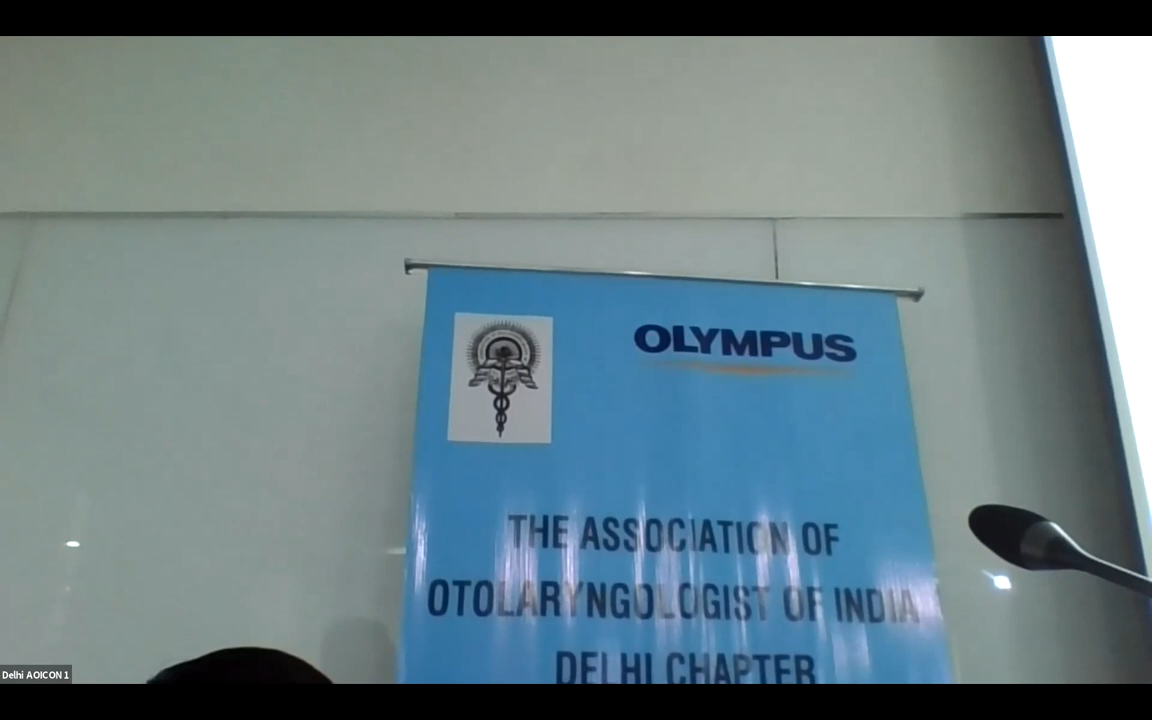 OLYMPUS
THE ASSOCIATION OF
OTOLARYNGOLOGIST OF INDIA
DELHI CHAPTER
Delhi AOICON 1